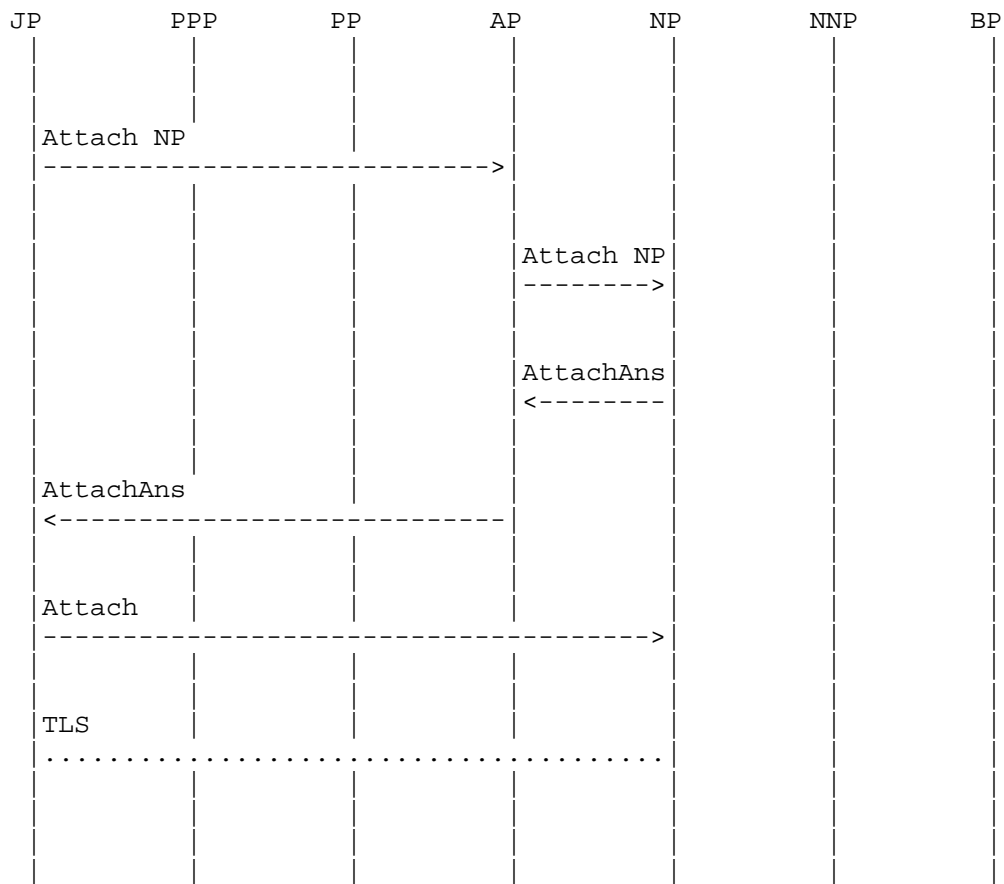 JP PPP PP AP NP NNP BP
Attach NP
Attach NP
AttachAns
AttachAns
Attach
TLS